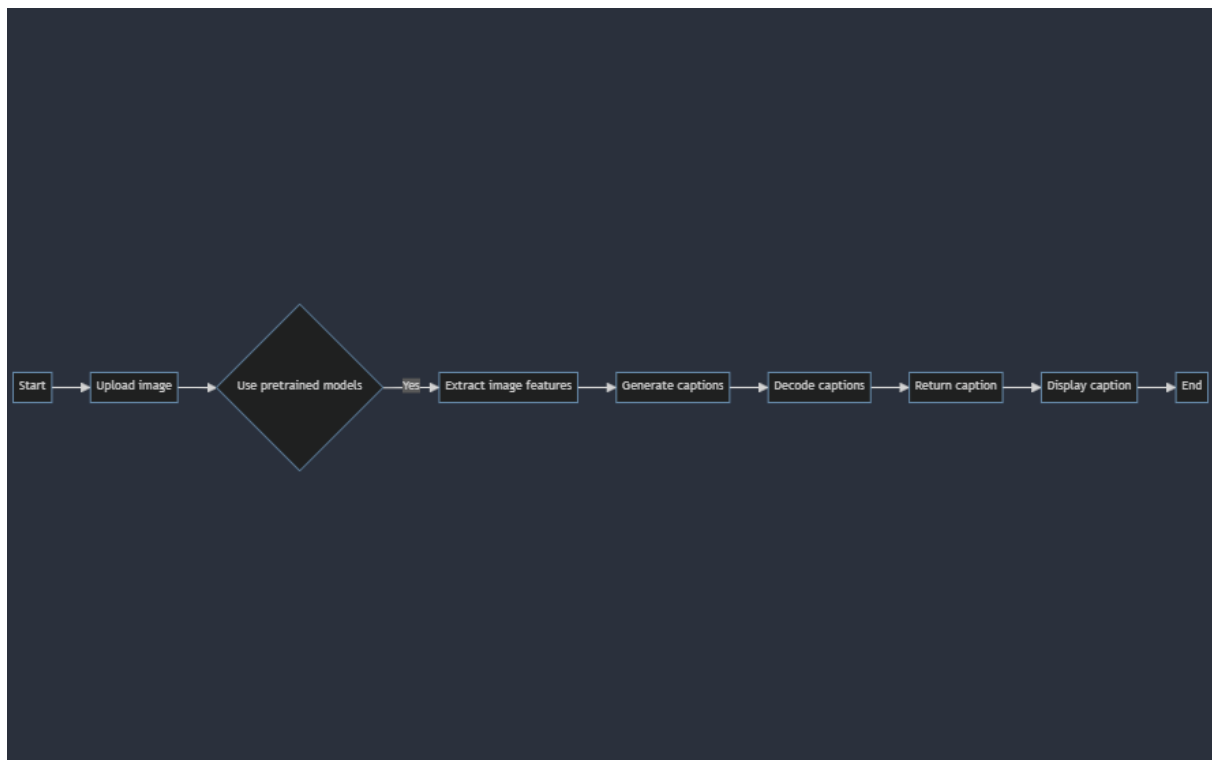 Start
Upload image
Use pretrained models
Yes
Extract image features
Generate captions
Decode captions
Return caption
Display caption
End